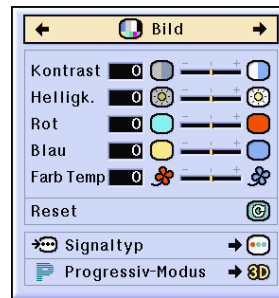 Bild
Kontrast 0
Helligk. 0
Rot 0
Blau 0
Farb Temp 0
Reset
Signaltyp
P Progressiv-Modus 3D